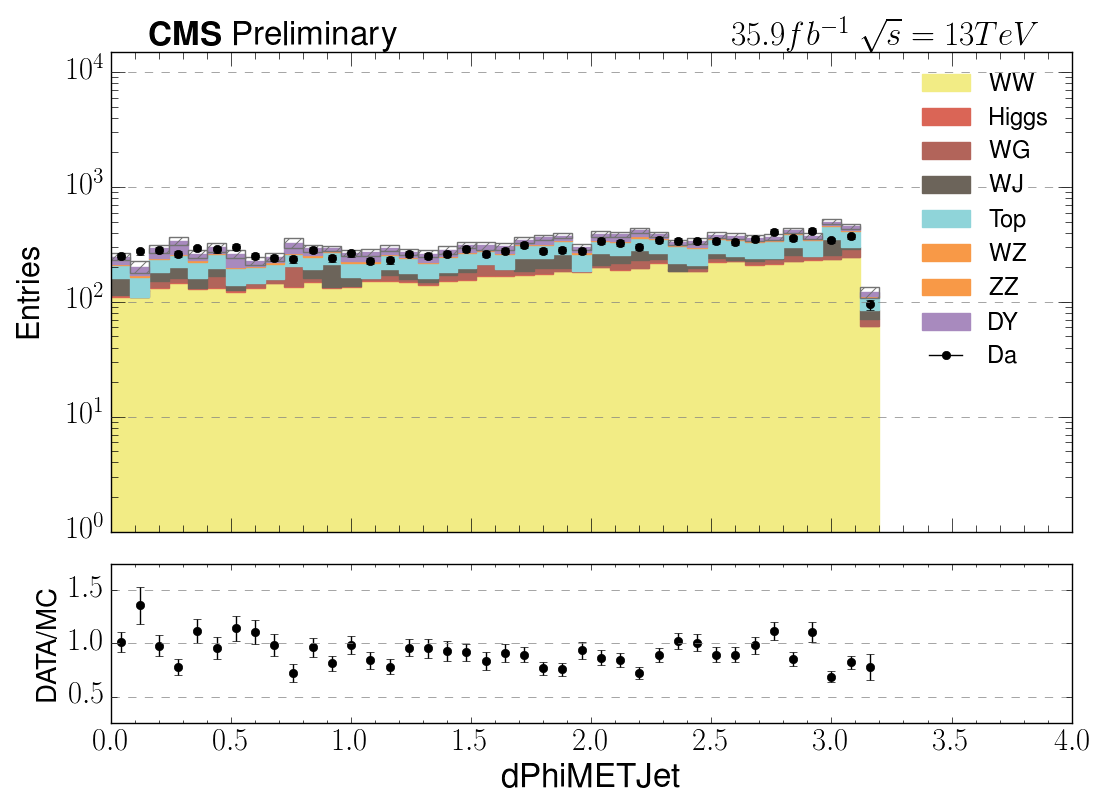 CMS Preliminary 35.9fb⁻¹ √s = 13TeV
10⁴
10³
10²
10¹
10⁰
Entries
WW
Higgs
WG
WJ
Top
WZ
ZZ
DY
Da
1.5
1.0
0.5
DATA/MC
0.0 0.5 1.0 1.5 2.0 2.5 3.0 3.5 4.0
dPhiMETJet